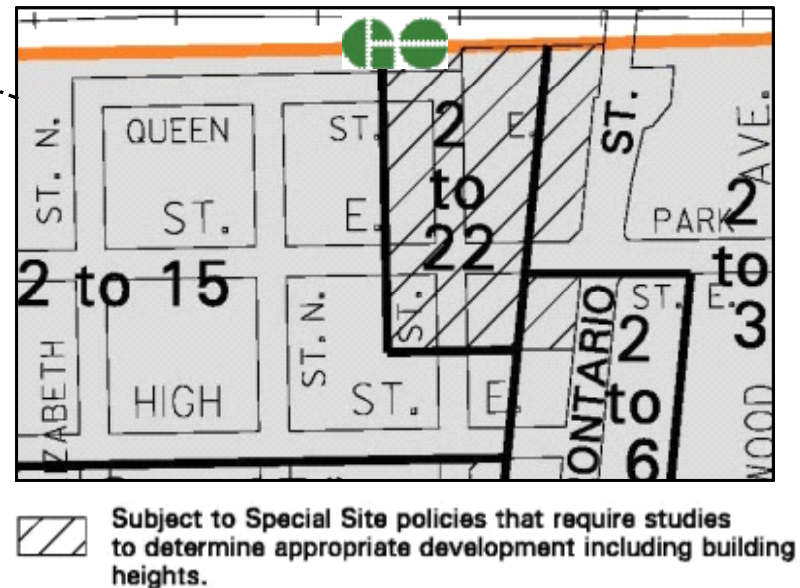 GO
ST. N.
QUEEN
ST.
ST.
E.
2
to
22
E.
ST.
AVE.
PARK
2
to
3
2 to 15
ST. N.
ST.
ST. E.
ZABETH
HIGH
ST.
E.
ONTARIO
2
to
6
WOOD
Subject to Special Site policies that require studies
to determine appropriate development including building
heights.